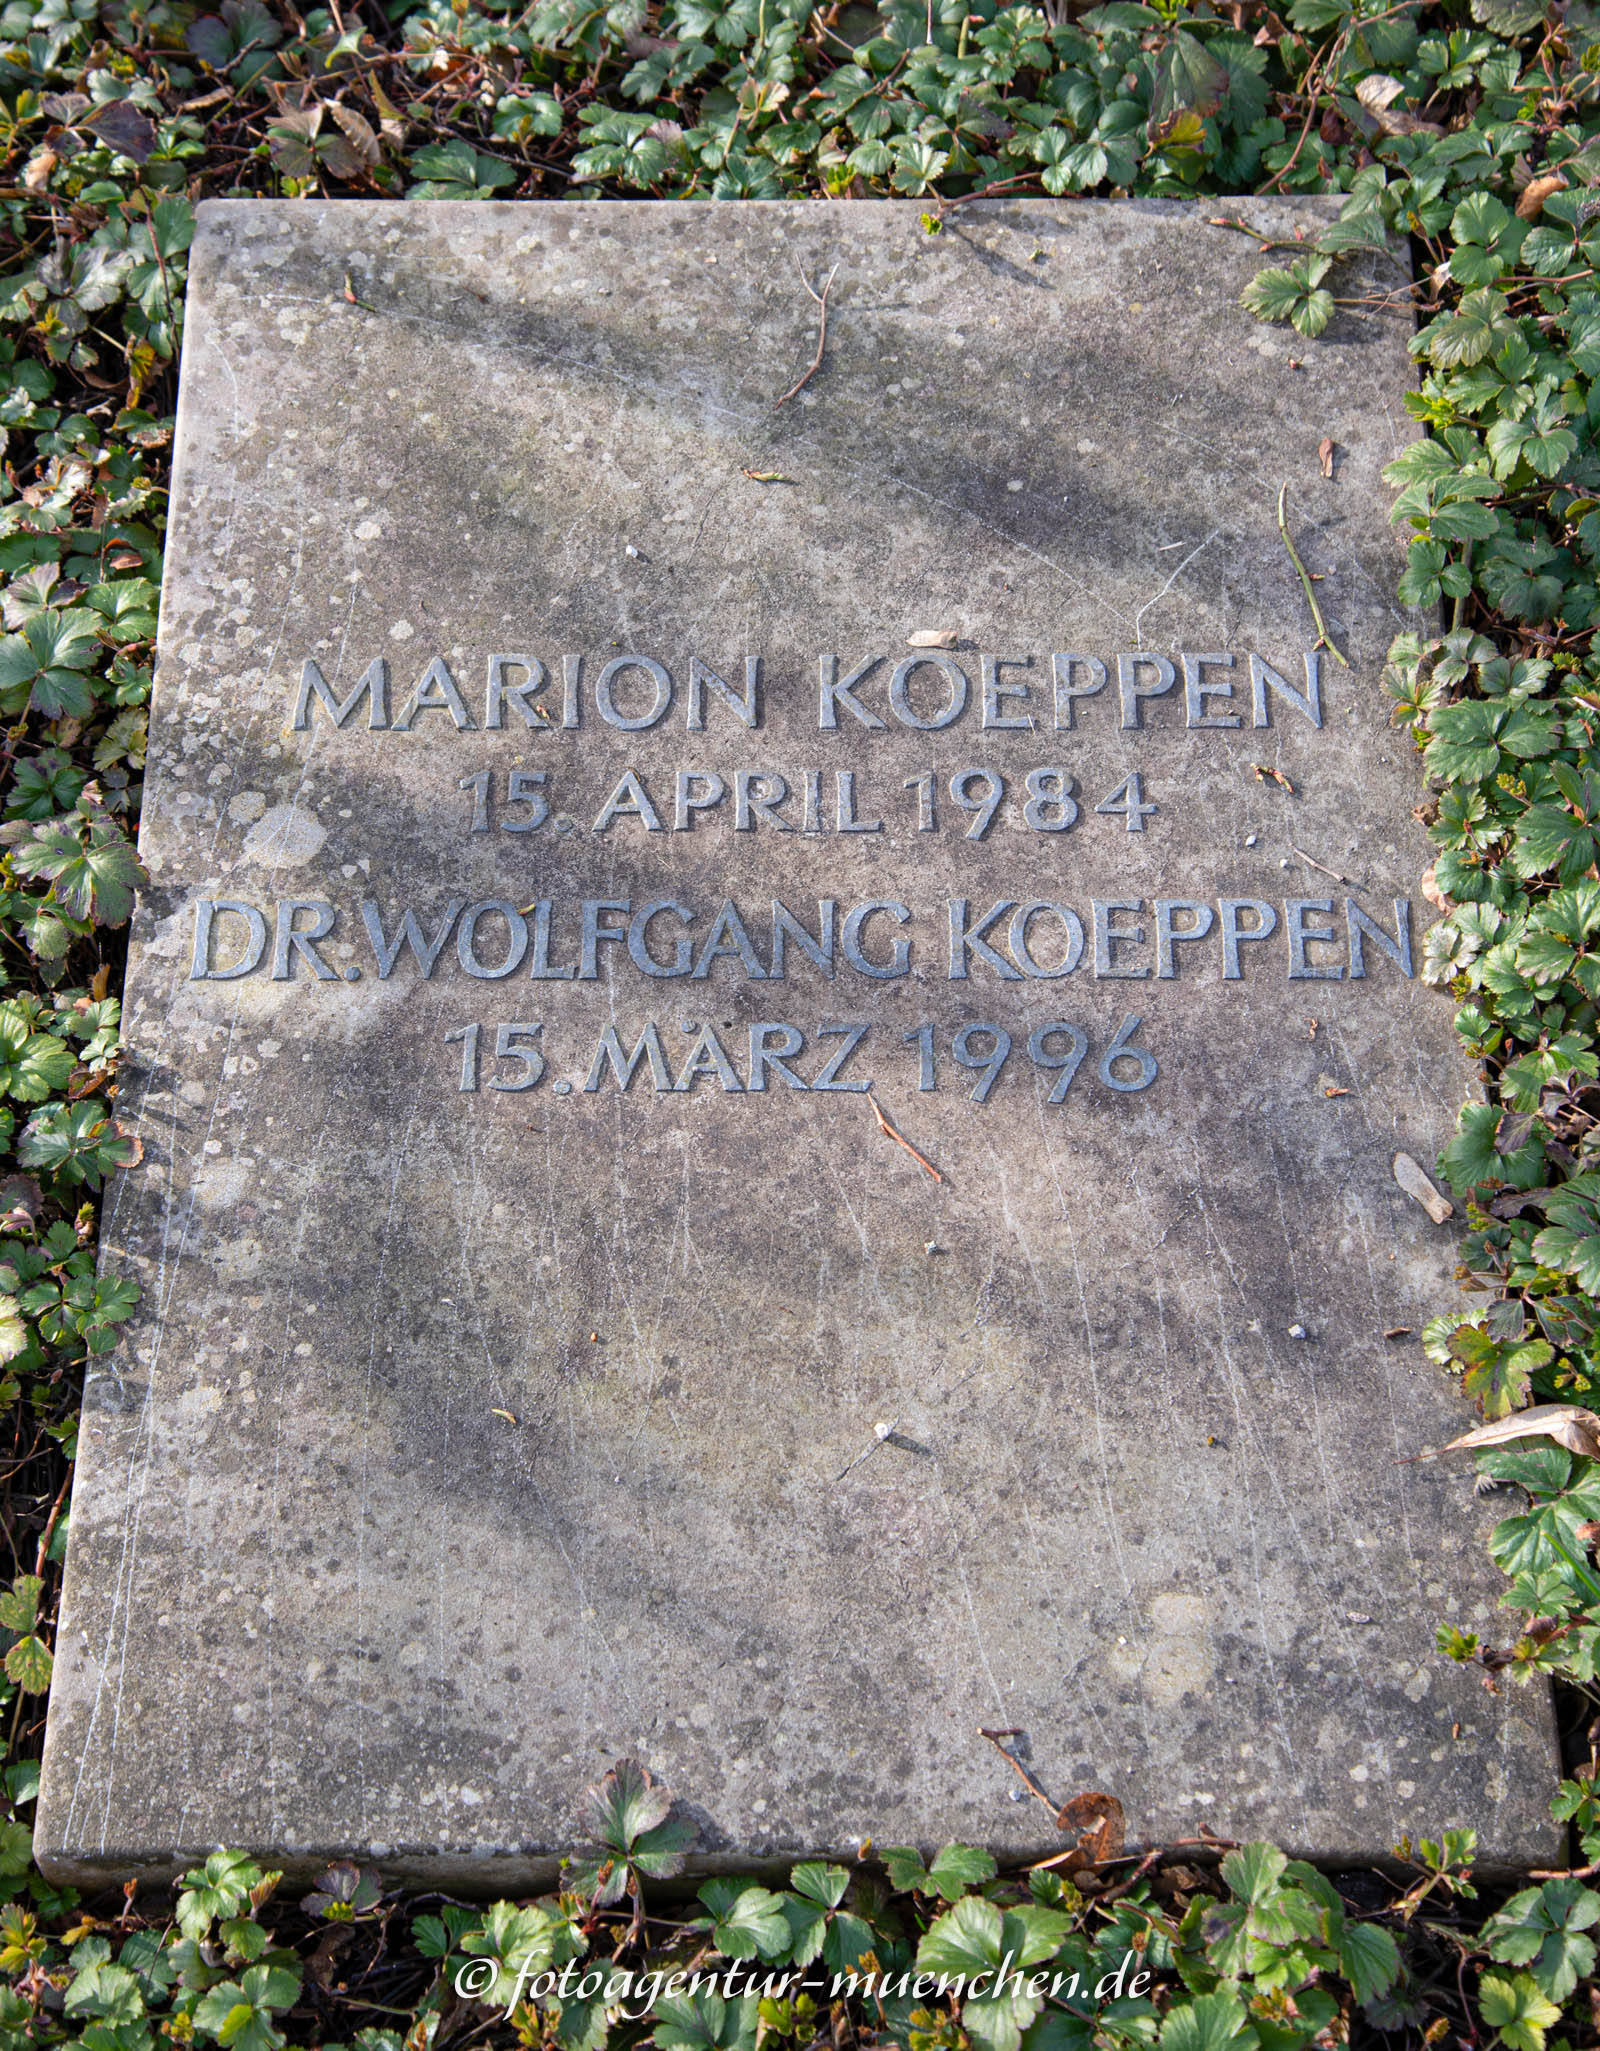 MARION KOEPPEN
15. APRIL 1984
DR. WOLFGANG KOEPPEN
15. MÄRZ 1996
© fotoagentur-muenchen.de